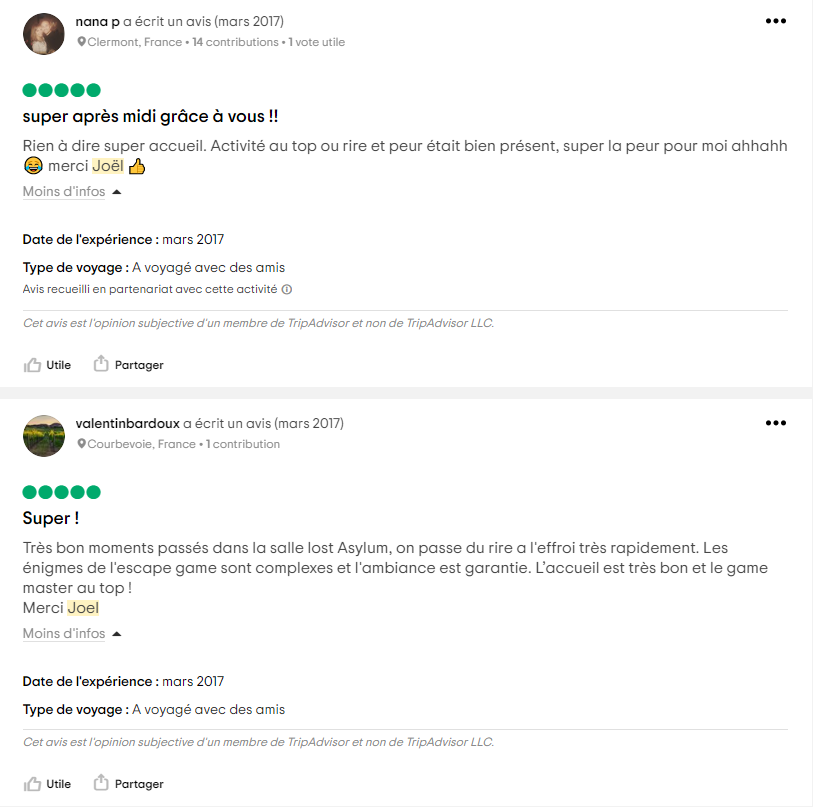 nana p a écrit un avis (mars 2017)
Clermont, France • 14 contributions • 1 vote utile
super après midi grâce à vous !!
Rien à dire super accueil. Activité au top ou rire et peur était bien présent, super la peur pour moi ahhahh
😂 merci Joël 👍
Moins d'infos
Date de l'expérience : mars 2017
Type de voyage : A voyagé avec des amis
Avis recueilli en partenariat avec cette activité
Cet avis est l'opinion subjective d'un membre de TripAdvisor et non de TripAdvisor LLC.
Utile Partager
valentinbardoux a écrit un avis (mars 2017)
Courbevoie, France • 1 contribution
Super !
Très bon moments passés dans la salle lost Asylum, on passe du rire a l'effroi très rapidement. Les
énigmes de l'escape game sont complexes et l'ambiance est garantie. L’accueil est très bon et le game
master au top !
Merci Joel
Moins d'infos
Date de l'expérience : mars 2017
Type de voyage : A voyagé avec des amis
Cet avis est l'opinion subjective d'un membre de TripAdvisor et non de TripAdvisor LLC.
Utile Partager